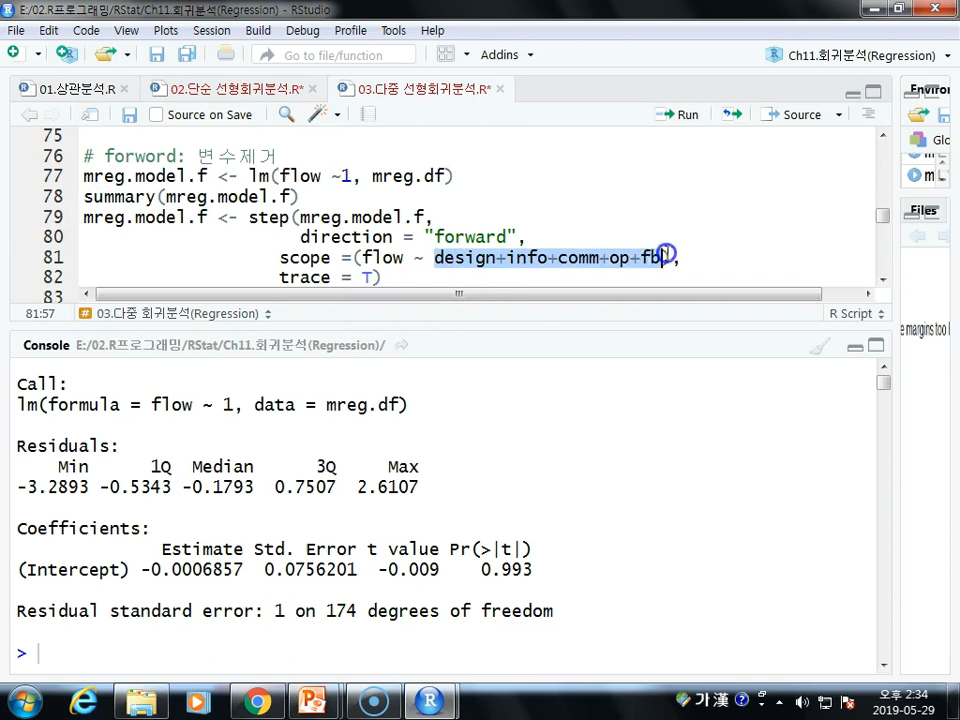 E:/02.R프로그래밍/RStat/Ch11.회귀분석(Regression) - RStudio
File Edit Code View Plots Session Build Debug Profile Tools Help
Go to file/function
Addins
Ch11.회귀분석(Regression)
01.상관분석.R
02.단순 선형회귀분석.R*
03.다중 선형회귀분석.R*
Source on Save
Run
Source
75
76 # forword: 변수제거
77 mreg.model.f <- lm(flow ~1, mreg.df)
78 summary(mreg.model.f)
79 mreg.model.f <- step(mreg.model.f,
80 direction = "forward",
81 scope =(flow ~ design+info+comm+op+fb),
82 trace = T)
83
81:57
03.다중 회귀분석(Regression)
R Script
Environ
Files
e margins too l
Console E:/02.R프로그래밍/RStat/Ch11.회귀분석(Regression)/
Call:
lm(formula = flow ~ 1, data = mreg.df)
Residuals:
Min 1Q Median 3Q Max
-3.2893 -0.5343 -0.1793 0.7507 2.6107
Coefficients:
Estimate Std. Error t value Pr(>|t|)
(Intercept) -0.0006857 0.0756201 -0.009 0.993
Residual standard error: 1 on 174 degrees of freedom
>
가 漢
오후 2:34
2019-05-29